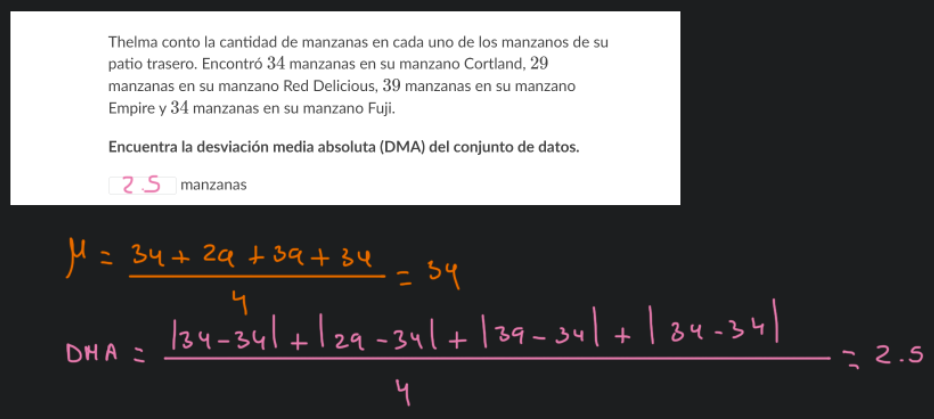 Thelma conto la cantidad de manzanas en cada uno de los manzanos de su
patio trasero. Encontró 34 manzanas en su manzano Cortland, 29
manzanas en su manzano Red Delicious, 39 manzanas en su manzano
Empire y 34 manzanas en su manzano Fuji.
Encuentra la desviación media absoluta (DMA) del conjunto de datos.
2.5 manzanas
μ = (34 + 29 + 39 + 34) / 4 = 34
DMA = (|34-34| + |29-34| + |39-34| + |34-34|) / 4 = 2.5